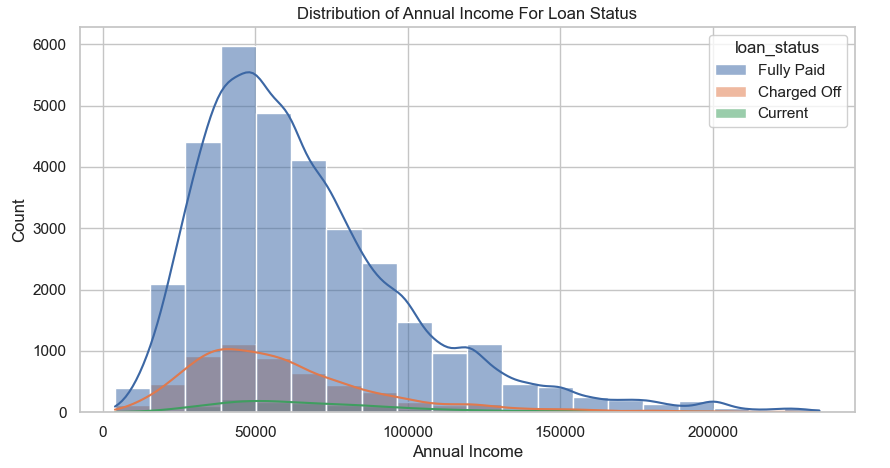 Distribution of Annual Income For Loan Status
loan_status
Fully Paid
Charged Off
Current
Count
6000
5000
4000
3000
2000
1000
0
0 50000 100000 150000 200000
Annual Income